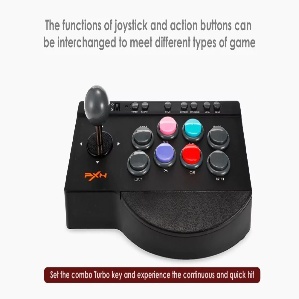 The functions of joystick and action buttons can
be interchanged to meet different types of game
PXN
Set the combo Turbo key and experience the continuous and quick hit